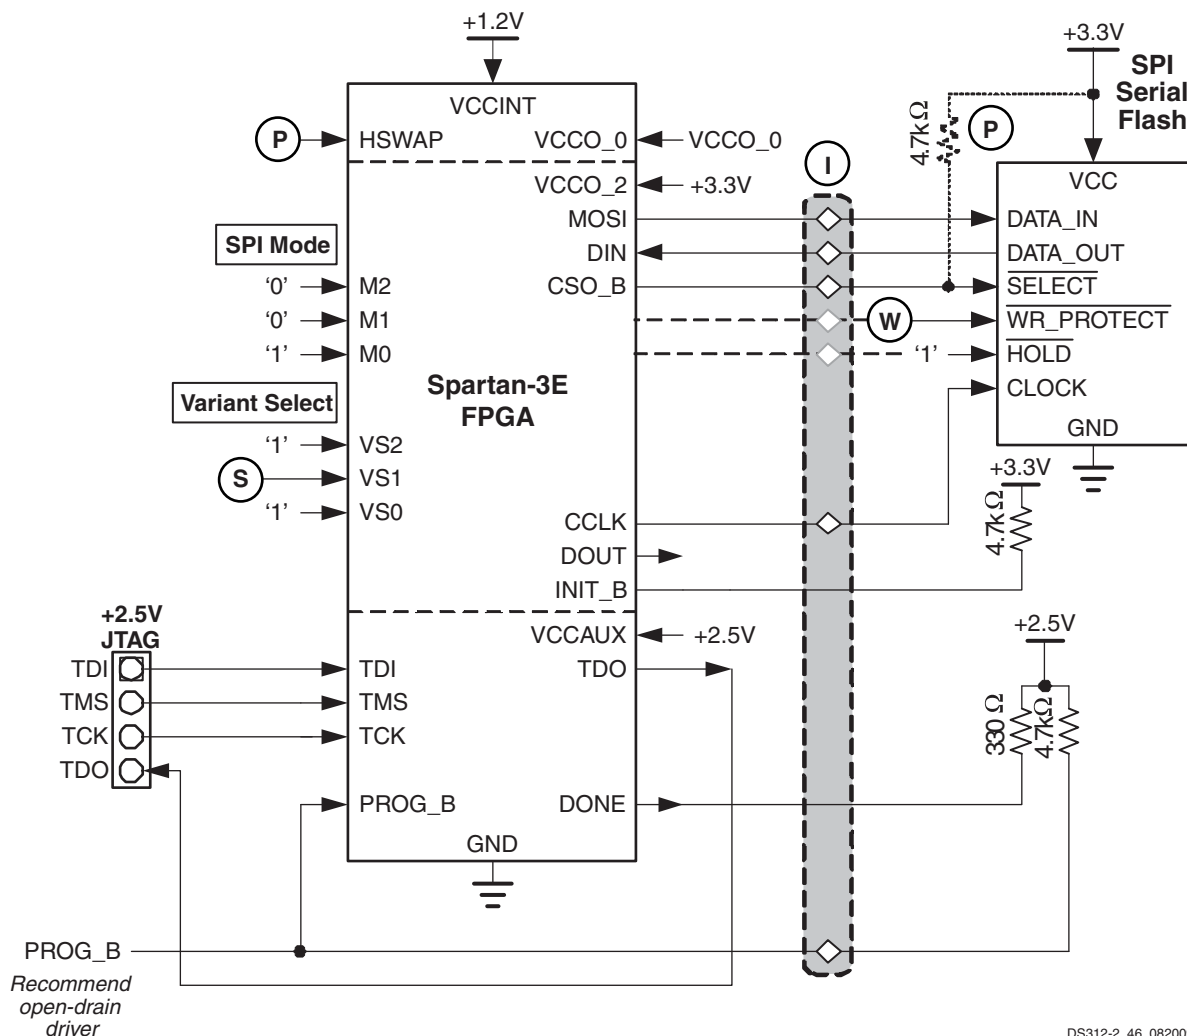 +1.2V
+3.3V
SPI
Serial
Flash
P
4.7kΩ
VCCINT
P
HSWAP
VCCO_0
VCCO_0
I
VCC
VCCO_2
+3.3V
MOSI
DATA_IN
SPI Mode
DIN
DATA_OUT
'0'
M2
CSO_B
SELECT
'0'
M1
W
WR_PROTECT
'1'
M0
'1'
HOLD
Variant Select
Spartan-3E
FPGA
CLOCK
GND
'1'
VS2
S
VS1
+3.3V
'1'
VS0
CCLK
4.7kΩ
DOUT
INIT_B
+2.5V
JTAG
VCCAUX
+2.5V
+2.5V
TDI
TDI
TDO
TMS
TMS
TCK
TCK
330 Ω
4.7kΩ
TDO
PROG_B
DONE
GND
PROG_B
Recommend
open-drain
driver
DS312-2_46_08200